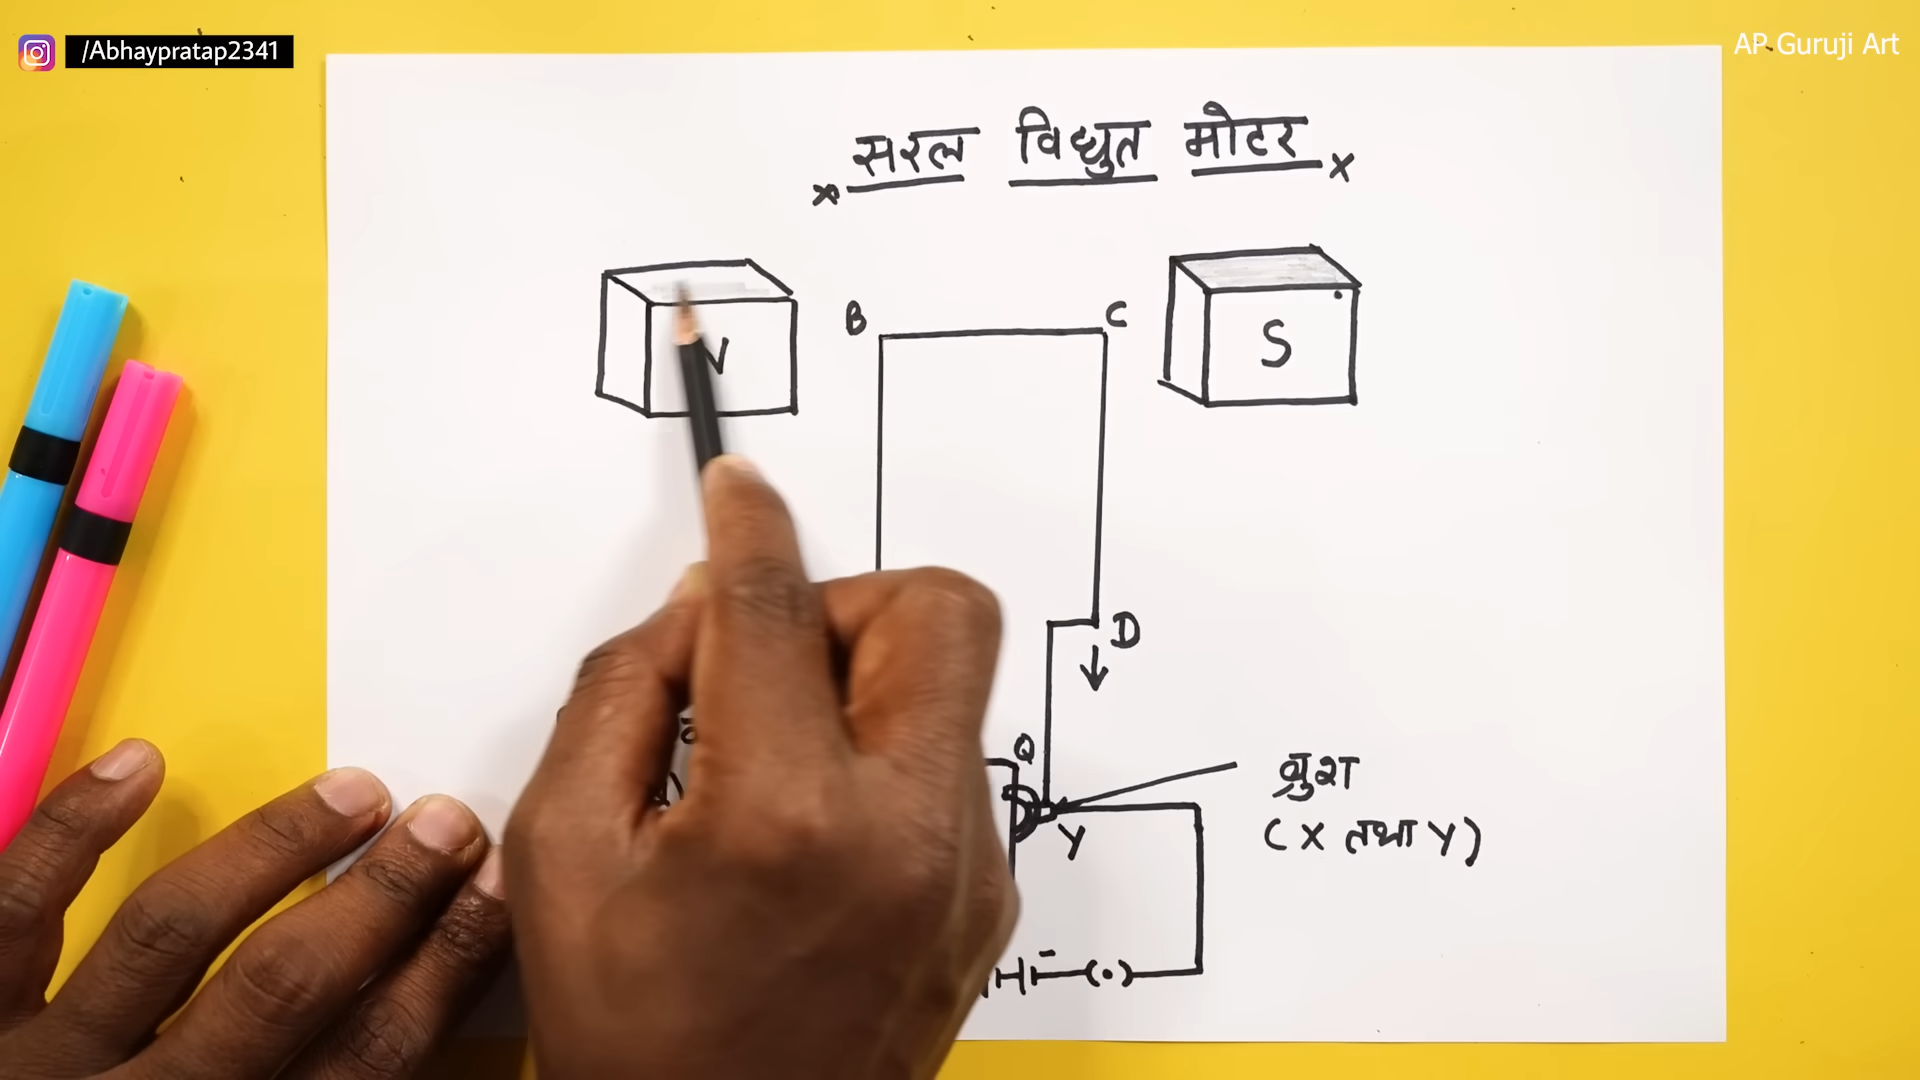 /Abhaypratap2341
AP Guruji Art
x सरल विद्युत मोटर x
N
S
B
C
D
Q
Y
ब्रुश
(X तथा Y)